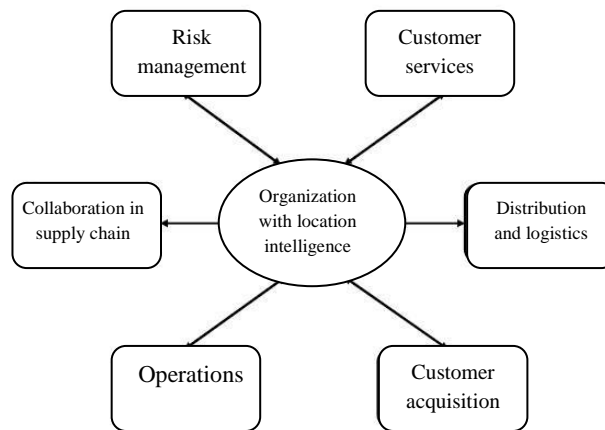 Risk
management
Customer
services
Organization
with location
intelligence
Collaboration in
supply chain
Distribution
and logistics
Operations
Customer
acquisition